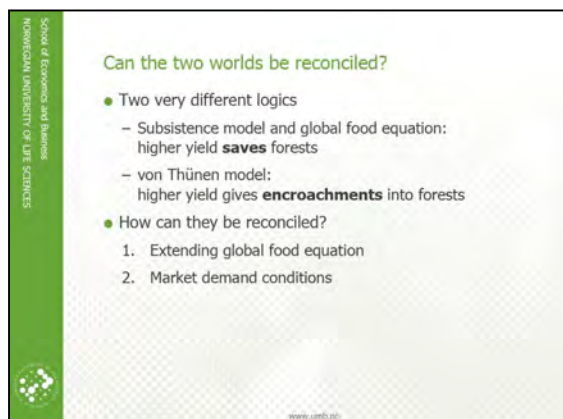 School of Economics and Business
NORWEGIAN UNIVERSITY OF LIFE SCIENCES
Can the two worlds be reconciled?
• Two very different logics
– Subsistence model and global food equation:
higher yield saves forests
– von Thünen model:
higher yield gives encroachments into forests
• How can they be reconciled?
1. Extending global food equation
2. Market demand conditions
www.umb.no